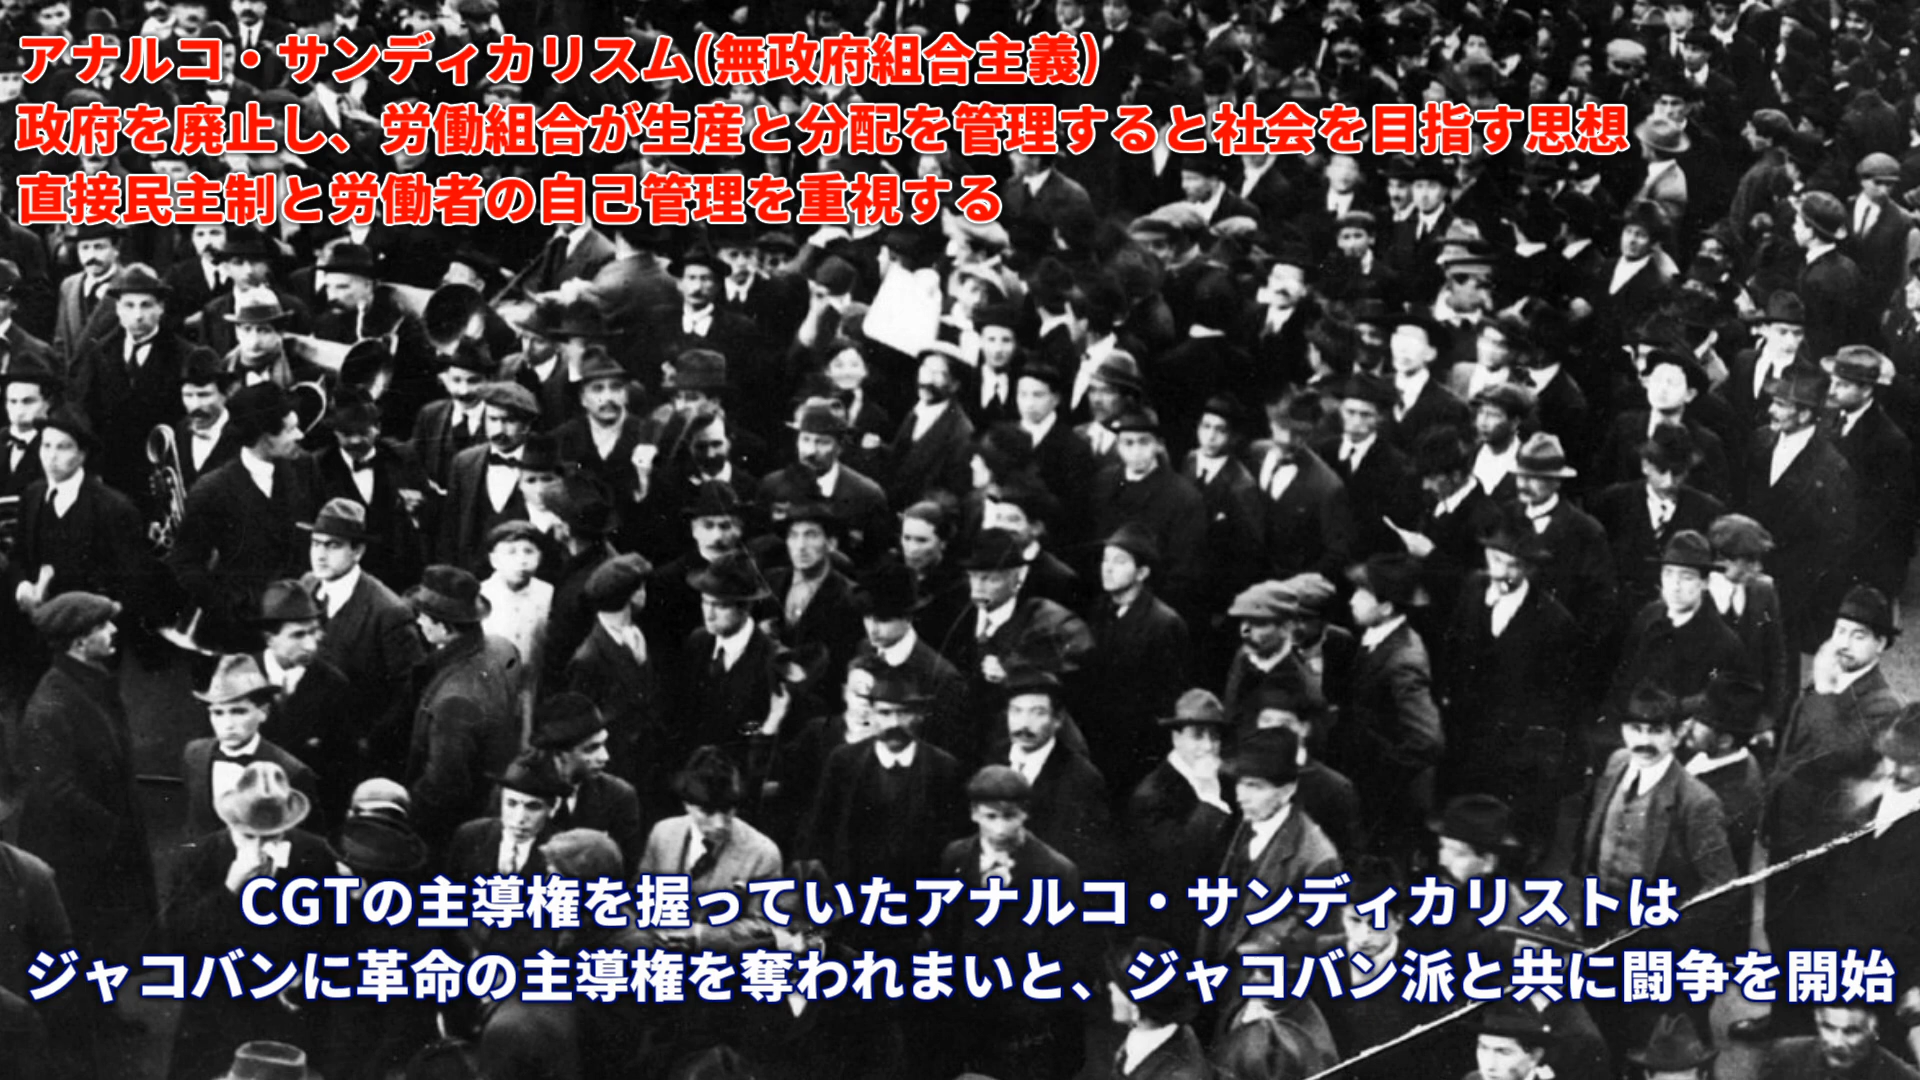 アナルコ・サンディカリスム(無政府組合主義)
政府を廃止し、労働組合が生産と分配を管理すると社会を目指す思想
直接民主制と労働者の自己管理を重視する
CGTの主導権を握っていたアナルコ・サンディカリストは
ジャコバンに革命の主導権を奪われまいと、ジャコバン派と共に闘争を開始